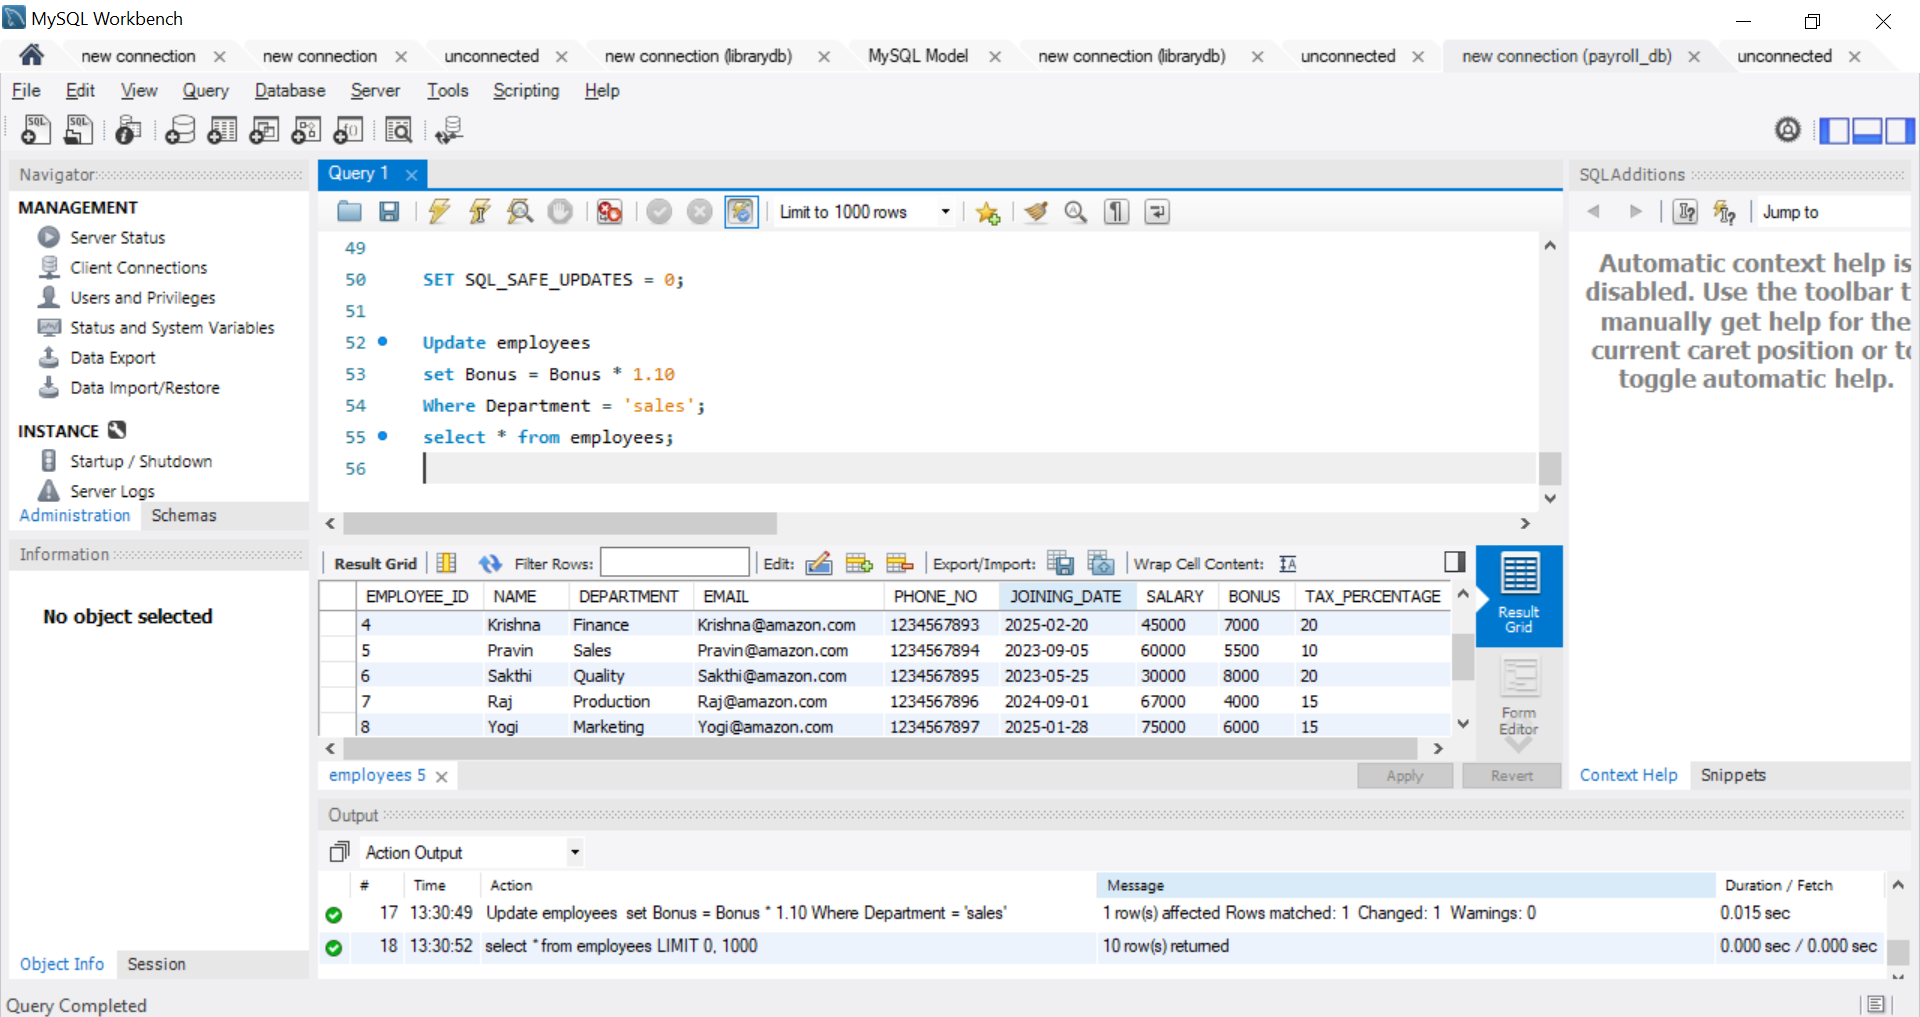 MySQL Workbench
new connection
new connection
unconnected
new connection (librarydb)
MySQL Model
new connection (librarydb)
unconnected
new connection (payroll_db)
unconnected
File Edit View Query Database Server Tools Scripting Help
Navigator
MANAGEMENT
Server Status
Client Connections
Users and Privileges
Status and System Variables
Data Export
Data Import/Restore
INSTANCE
Startup / Shutdown
Server Logs
Administration Schemas
Information
No object selected
Object Info Session
Query 1
Limit to 1000 rows
49
50 SET SQL_SAFE_UPDATES = 0;
51
52 Update employees
53 set Bonus = Bonus * 1.10
54 Where Department = 'sales';
55 select * from employees;
56
Result Grid Filter Rows: Edit: Export/Import: Wrap Cell Content:
EMPLOYEE_ID NAME DEPARTMENT EMAIL PHONE_NO JOINING_DATE SALARY BONUS TAX_PERCENTAGE
4 Krishna Finance Krishna@amazon.com 1234567893 2025-02-20 45000 7000 20
5 Pravin Sales Pravin@amazon.com 1234567894 2023-09-05 60000 5500 10
6 Sakthi Quality Sakthi@amazon.com 1234567895 2023-05-25 30000 8000 20
7 Raj Production Raj@amazon.com 1234567896 2024-09-01 67000 4000 15
8 Yogi Marketing Yogi@amazon.com 1234567897 2025-01-28 75000 6000 15
Result
Grid
Form
Editor
employees 5
Apply Revert
SQLAdditions
Jump to
Automatic context help is
disabled. Use the toolbar t
manually get help for the
current caret position or to
toggle automatic help.
Context Help Snippets
Output
Action Output
# Time Action Message Duration / Fetch
17 13:30:49 Update employees set Bonus = Bonus * 1.10 Where Department = 'sales' 1 row(s) affected Rows matched: 1 Changed: 1 Warnings: 0 0.015 sec
18 13:30:52 select * from employees LIMIT 0, 1000 10 row(s) returned 0.000 sec / 0.000 sec
Query Completed